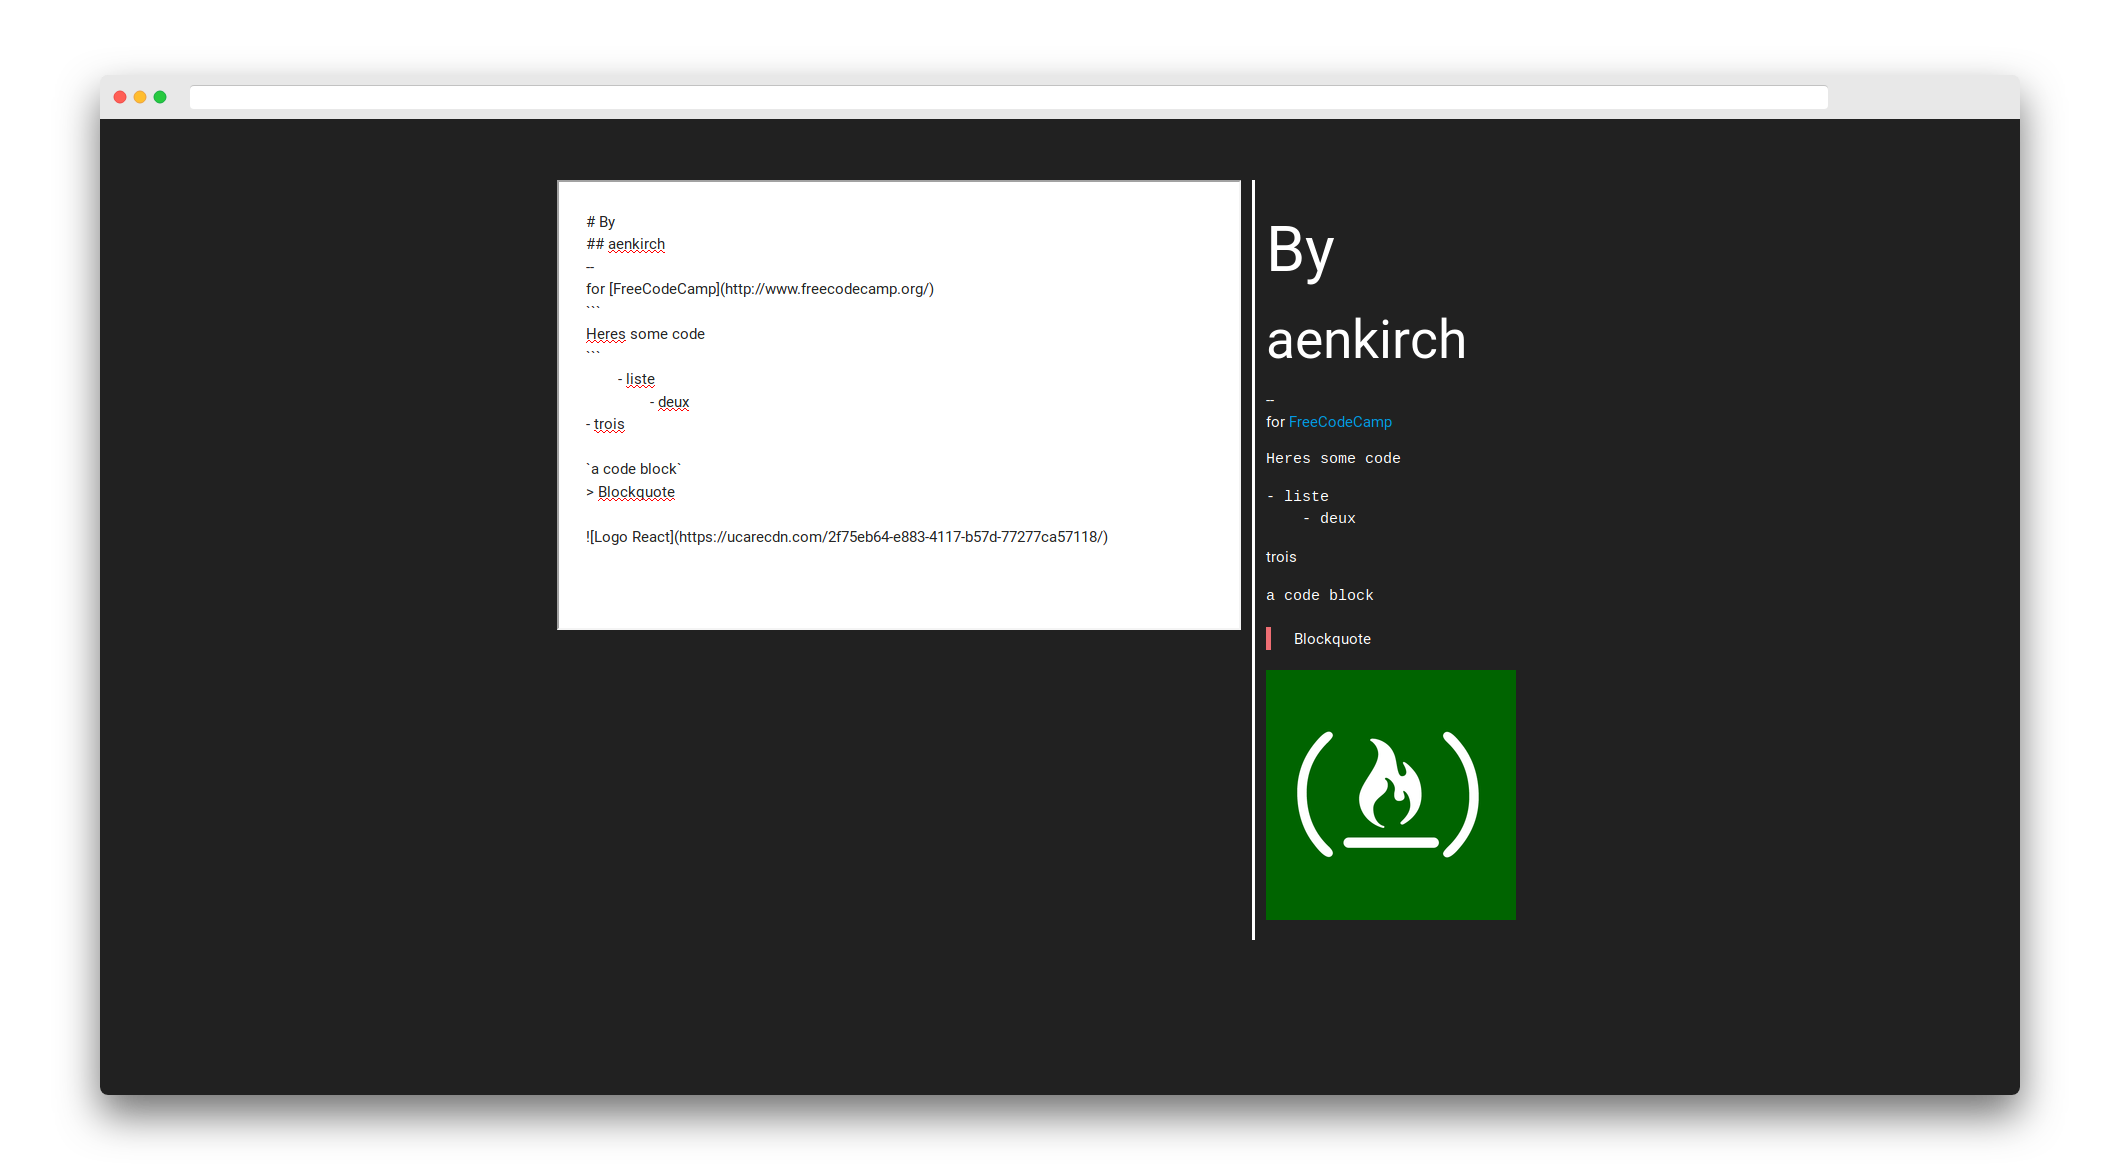 # By
## aenkirch
--
for [FreeCodeCamp](http://www.freecodecamp.org/)
```
Heres some code
```
- liste
- deux
- trois
`a code block`
> Blockquote
![Logo React](https://ucarecdn.com/2f75eb64-e883-4117-b57d-77277ca57118/)
By
aenkirch
--
for FreeCodeCamp
Heres some code
- liste
- deux
trois
a code block
Blockquote